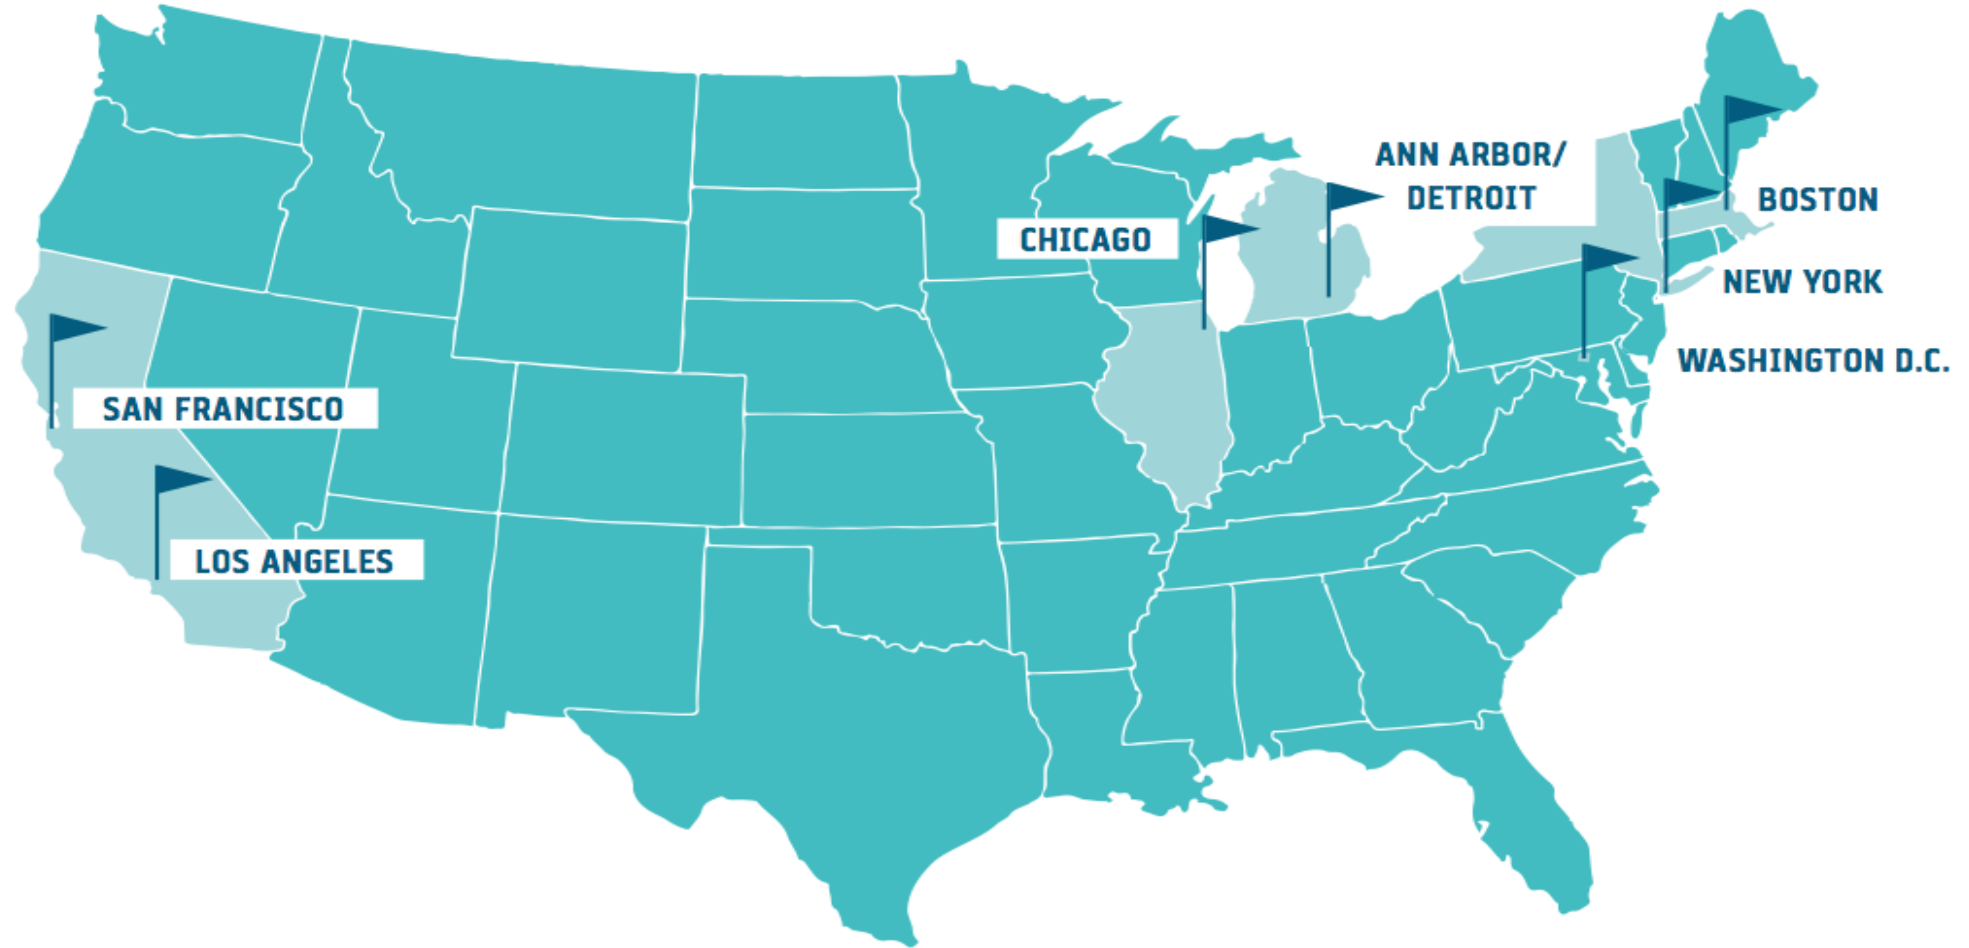 ANN ARBOR/
DETROIT
BOSTON
CHICAGO
NEW YORK
WASHINGTON D.C.
SAN FRANCISCO
LOS ANGELES